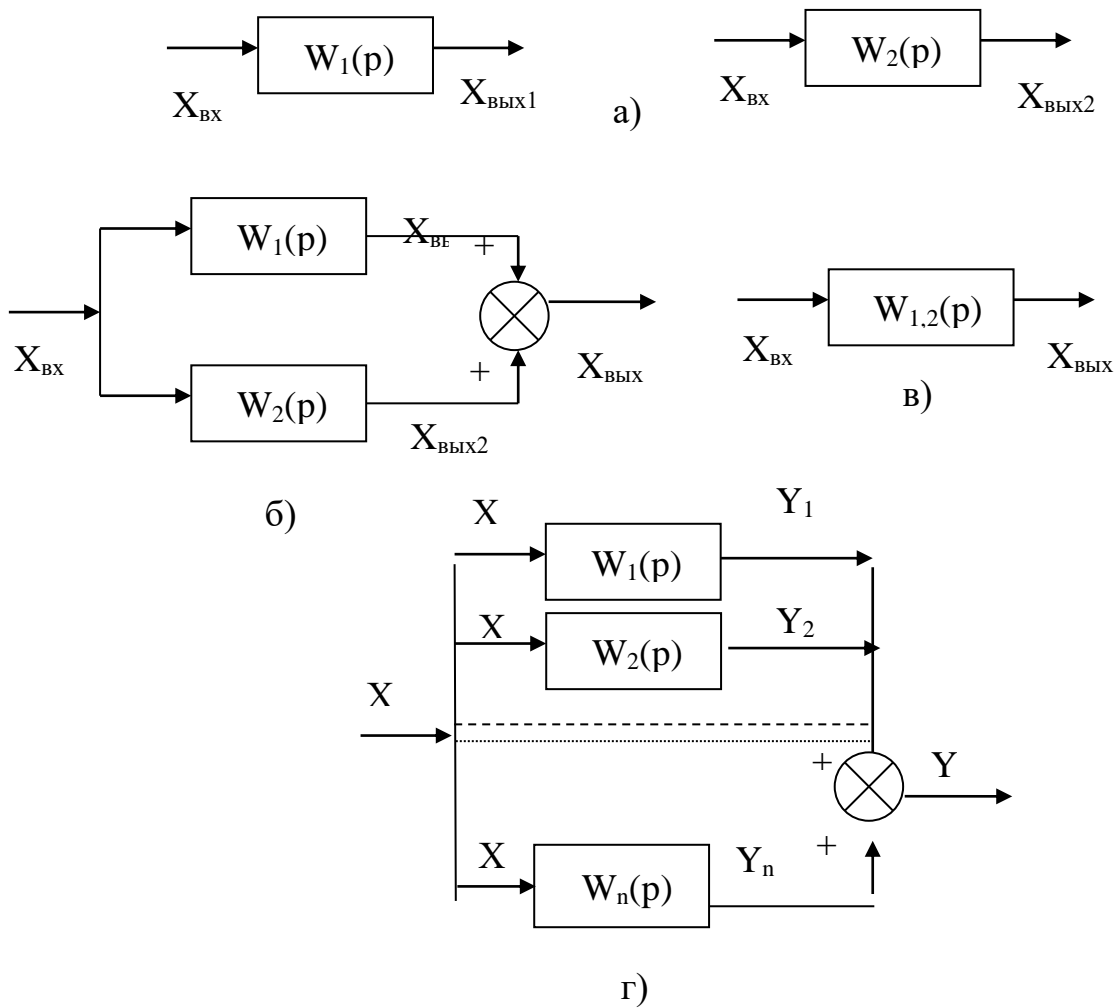 W₁(p)
W₂(p)
Xвх
Xвых1
Xвх
Xвых2
а)
W₁(p)
+
W₁,₂(p)
Xвх
Xвых
Xвх
Xвых
+
W₂(p)
в)
Xвых2
б)
X
Y₁
W₁(p)
X
Y₂
W₂(p)
X
+
Y
X
Yₙ
+
Wₙ(p)
г)